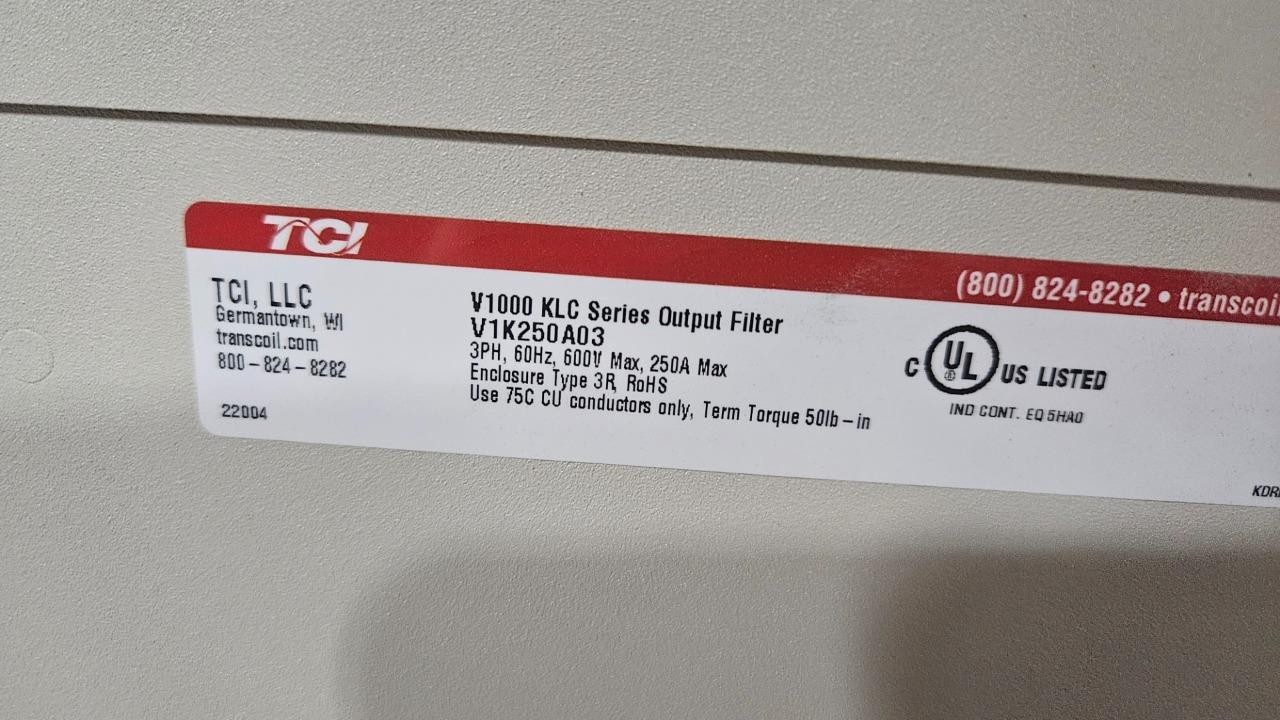 TCI
(800) 824-8282 • transcoil
TCI, LLC
Germantown, WI
transcoil.com
800-824-8282
22004
V1000 KLC Series Output Filter
V1K250A03
3PH, 60Hz, 600V Max, 250A Max
Enclosure Type 3R, RoHS
Use 75C CU conductors only, Term Torque 50lb-in
C UL US LISTED
IND CONT. EQ 5HA0